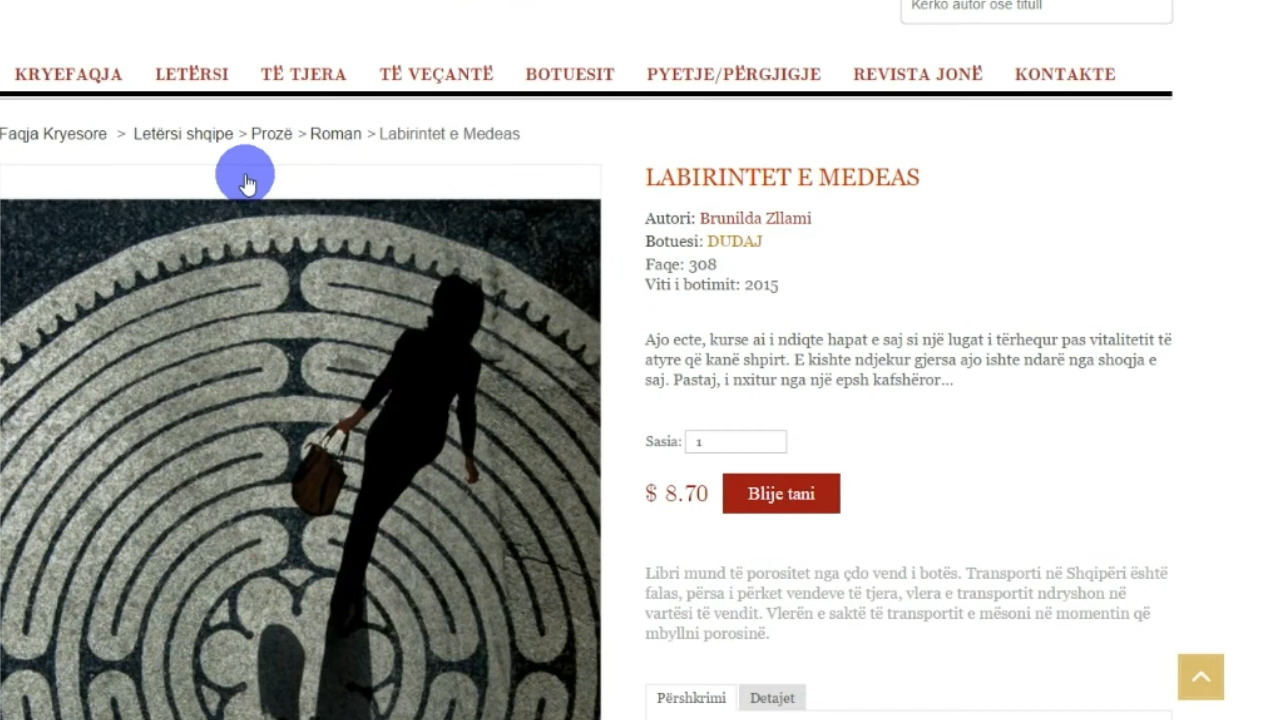 Kërko autor ose titull
KRYEFAQJA LETËRSI TË TJERA TË VEÇANTË BOTUESIT PYETJE/PËRGJIGJE REVISTA JONË KONTAKTE
Faqja Kryesore > Letërsi shqipe > Prozë > Roman > Labirintet e Medeas
LABIRINTET E MEDEAS
Autori: Brunilda Zllami
Botuesi: DUDAJ
Faqe: 308
Viti i botimit: 2015
Ajo ecte, kurse ai i ndiqte hapat e saj si një lugat i tërhequr pas vitalitetit të
atyre që kanë shpirt. E kishte ndjekur gjersa ajo ishte ndarë nga shoqja e
saj. Pastaj, i nxitur nga një epsh kafshëror...
Sasia: 1
$ 8.70 Blije tani
Libri mund të porositet nga çdo vend i botës. Transporti në Shqipëri është
falas, përsa i përket vendeve të tjera, vlera e transportit ndryshon në
vartësi të vendit. Vlerën e saktë të transportit e mësoni në momentin që
mbyllni porosinë.
Përshkrimi Detajet